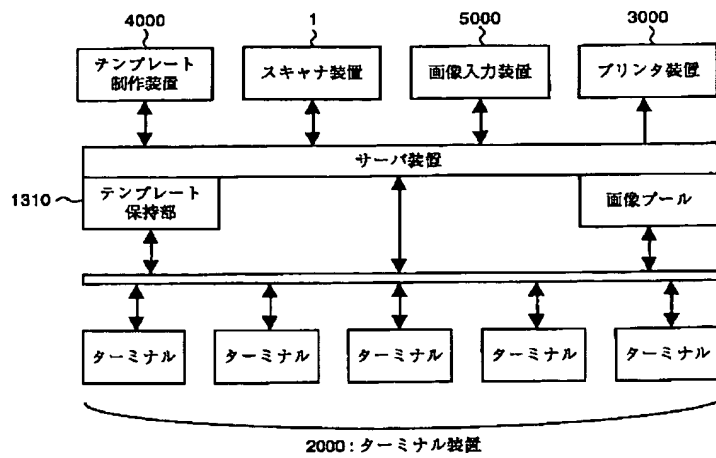 4000
1
5000
3000
テンプレート
制作装置
スキャナ装置
画像入力装置
プリンタ装置
サーバ装置
1310
テンプレート
保持部
画像プール
ターミナル
ターミナル
ターミナル
ターミナル
ターミナル
2000：ターミナル装置